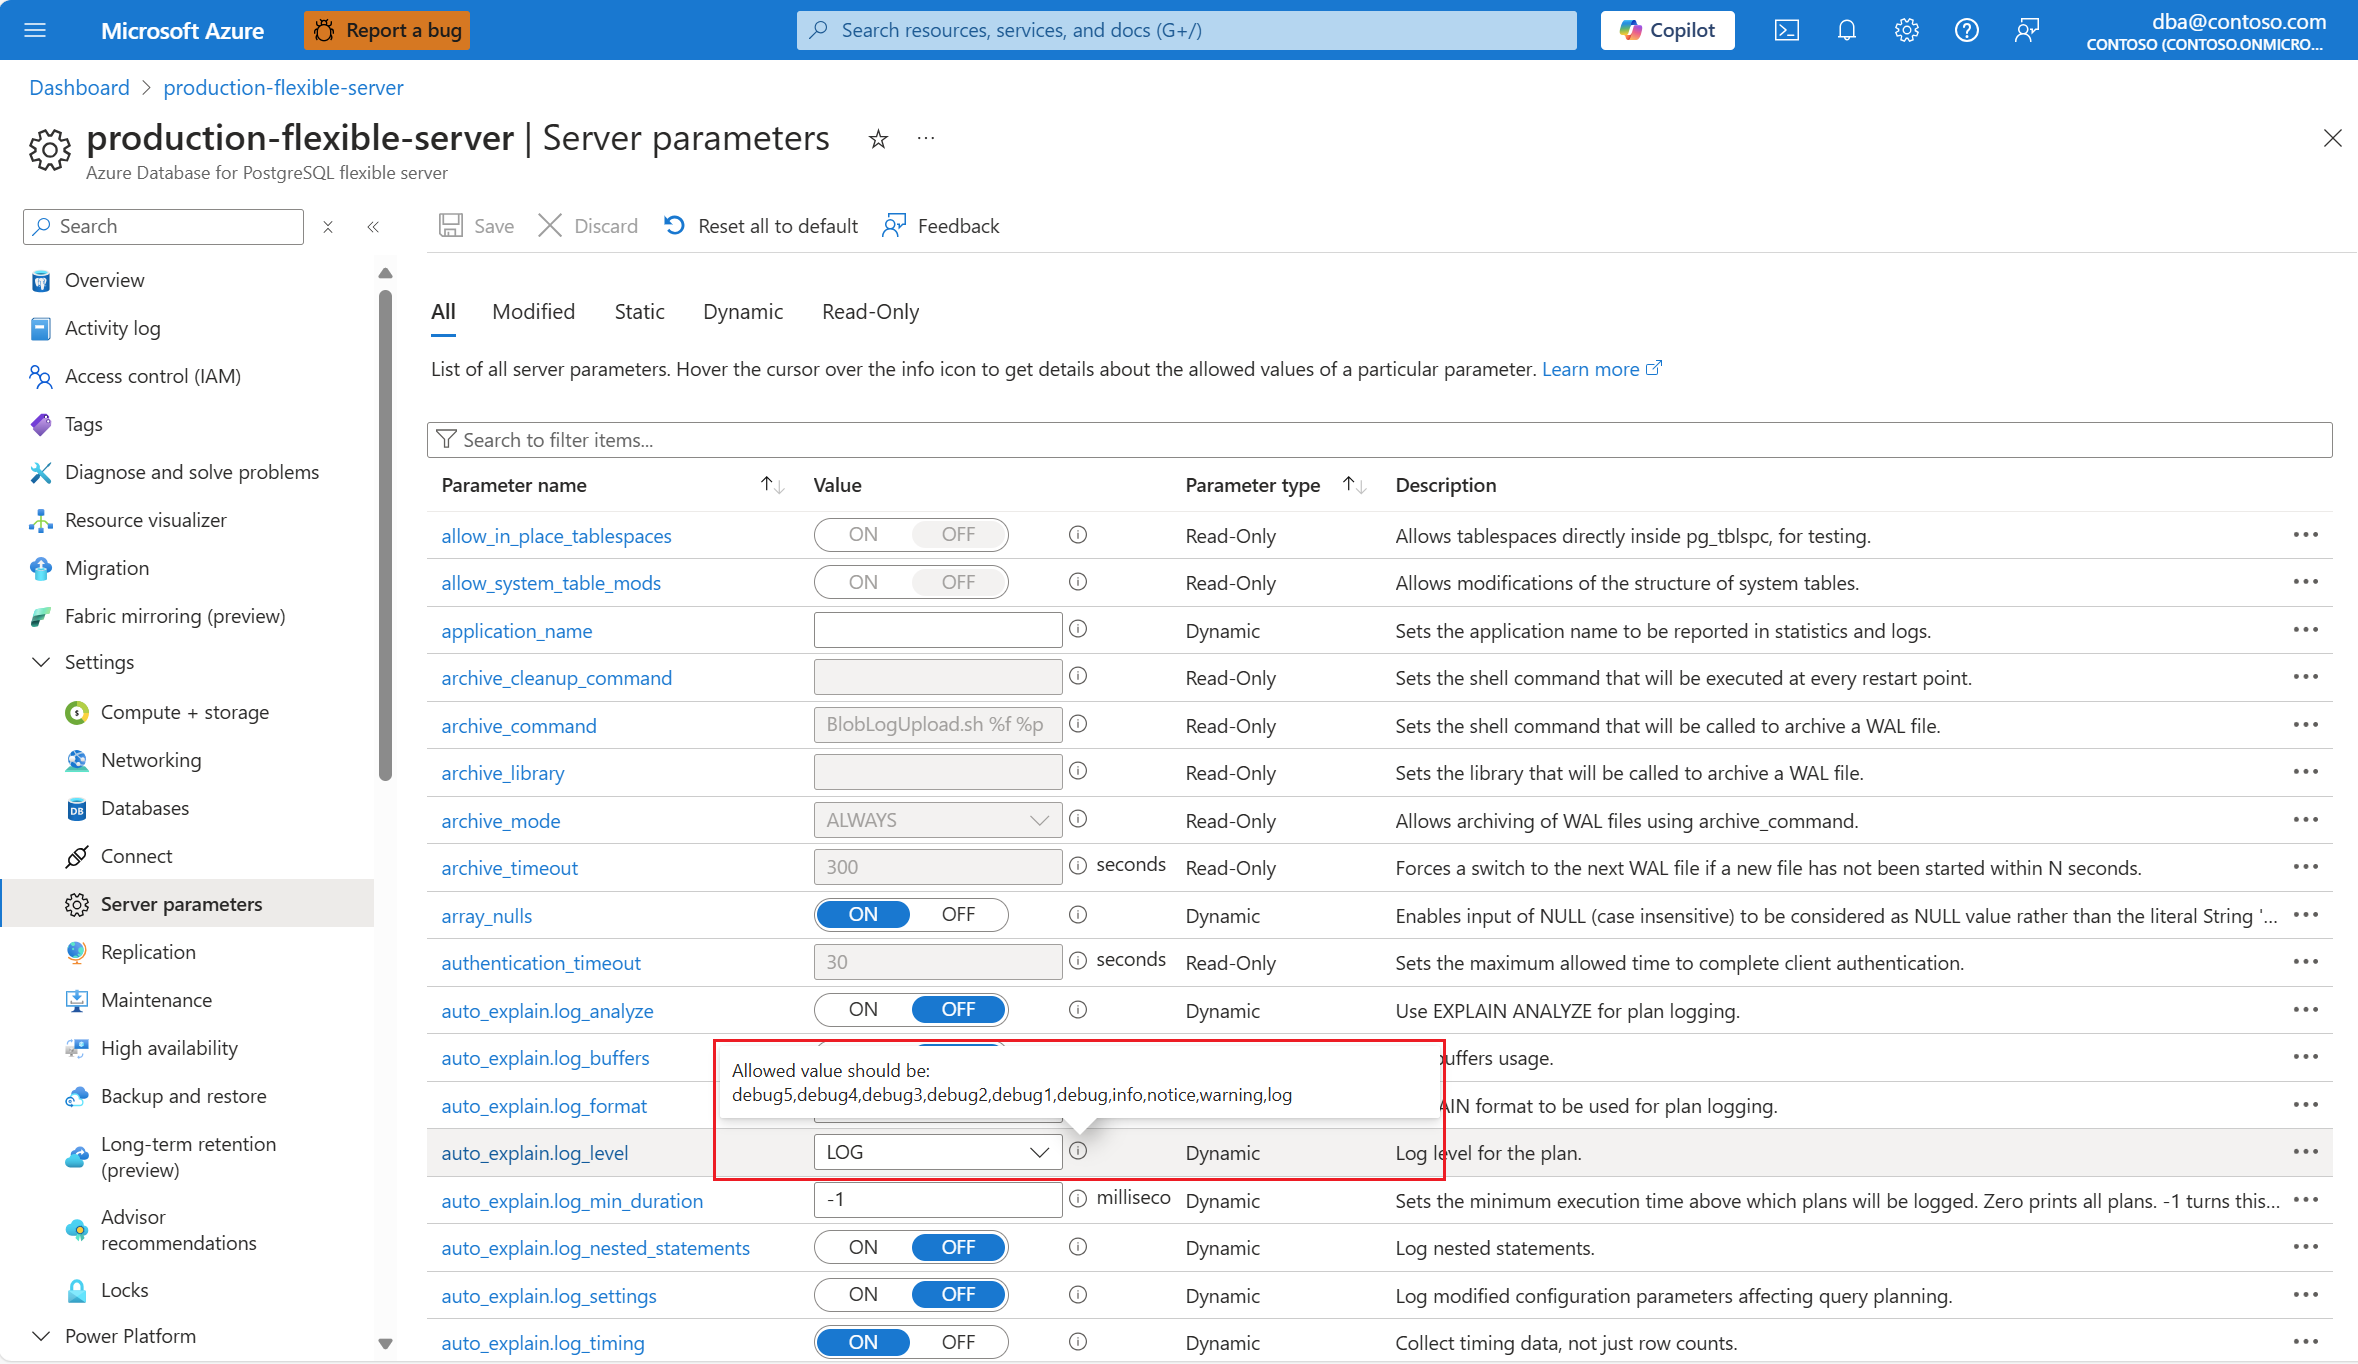 Microsoft Azure
Report a bug
Search resources, services, and docs (G+/)
Copilot
dba@contoso.com
CONTOSO (CONTOSO.ONMICRO...
Dashboard > production-flexible-server
production-flexible-server | Server parameters
Azure Database for PostgreSQL flexible server
Search
Overview
Activity log
Access control (IAM)
Tags
Diagnose and solve problems
Resource visualizer
Migration
Fabric mirroring (preview)
Settings
Compute + storage
Networking
Databases
Connect
Server parameters
Replication
Maintenance
High availability
Backup and restore
Long-term retention
(preview)
Advisor
recommendations
Locks
Power Platform
Save Discard Reset all to default Feedback
All Modified Static Dynamic Read-Only
List of all server parameters. Hover the cursor over the info icon to get details about the allowed values of a particular parameter. Learn more
Search to filter items...
Parameter name Value Parameter type Description
allow_in_place_tablespaces ON OFF Read-Only Allows tablespaces directly inside pg_tblspc, for testing.
allow_system_table_mods ON OFF Read-Only Allows modifications of the structure of system tables.
application_name Dynamic Sets the application name to be reported in statistics and logs.
archive_cleanup_command Read-Only Sets the shell command that will be executed at every restart point.
archive_command BlobLogUpload.sh %f %p Read-Only Sets the shell command that will be called to archive a WAL file.
archive_library Read-Only Sets the library that will be called to archive a WAL file.
archive_mode ALWAYS Read-Only Allows archiving of WAL files using archive_command.
archive_timeout 300 seconds Read-Only Forces a switch to the next WAL file if a new file has not been started within N seconds.
array_nulls ON OFF Dynamic Enables input of NULL (case insensitive) to be considered as NULL value rather than the literal String '...
authentication_timeout 30 seconds Read-Only Sets the maximum allowed time to complete client authentication.
auto_explain.log_analyze ON OFF Dynamic Use EXPLAIN ANALYZE for plan logging.
auto_explain.log_buffers uffers usage.
Allowed value should be:
debug5,debug4,debug3,debug2,debug1,debug,info,notice,warning,log
auto_explain.log_format AIN format to be used for plan logging.
auto_explain.log_level LOG Dynamic Log level for the plan.
auto_explain.log_min_duration -1 milliseco Dynamic Sets the minimum execution time above which plans will be logged. Zero prints all plans. -1 turns this...
auto_explain.log_nested_statements ON OFF Dynamic Log nested statements.
auto_explain.log_settings ON OFF Dynamic Log modified configuration parameters affecting query planning.
auto_explain.log_timing ON OFF Dynamic Collect timing data, not just row counts.